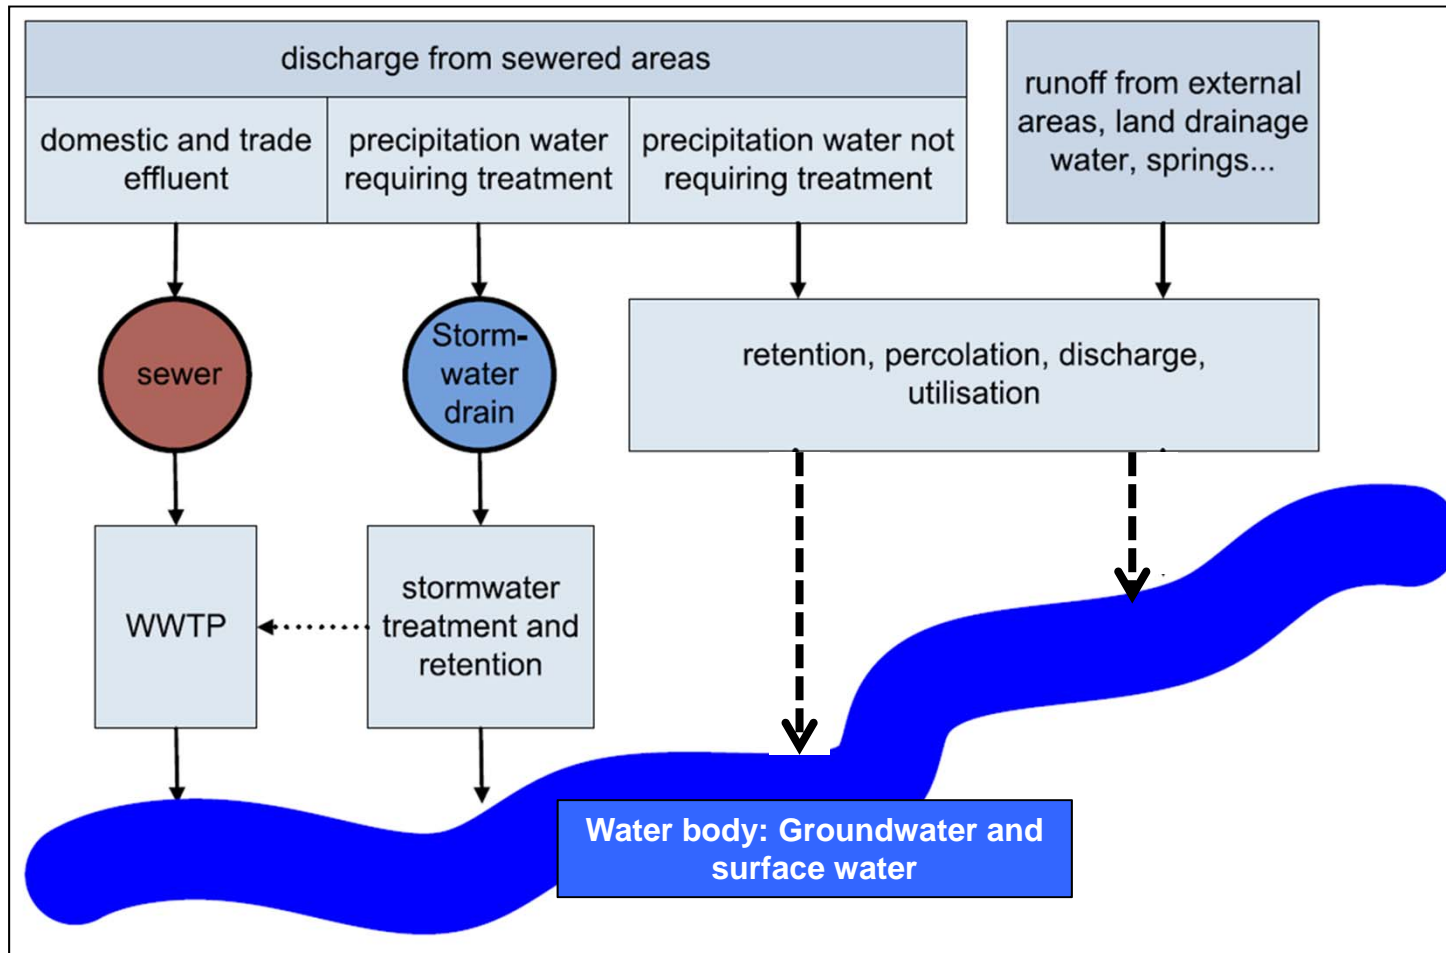 discharge from sewered areas
domestic and trade
effluent
precipitation water
requiring treatment
precipitation water not
requiring treatment
runoff from external
areas, land drainage
water, springs...
sewer
Storm-
water
drain
retention, percolation, discharge,
utilisation
WWTP
stormwater
treatment and
retention
Water body: Groundwater and
surface water